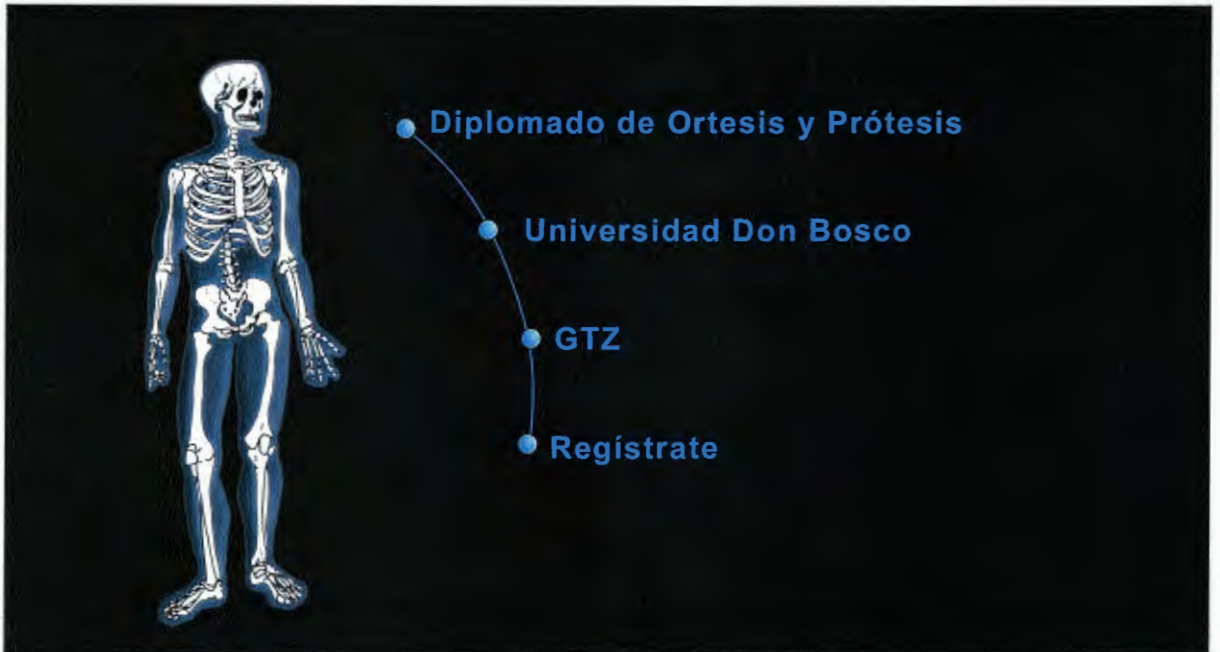 Diplomado de Ortesis y Prótesis
Universidad Don Bosco
GTZ
Regístrate